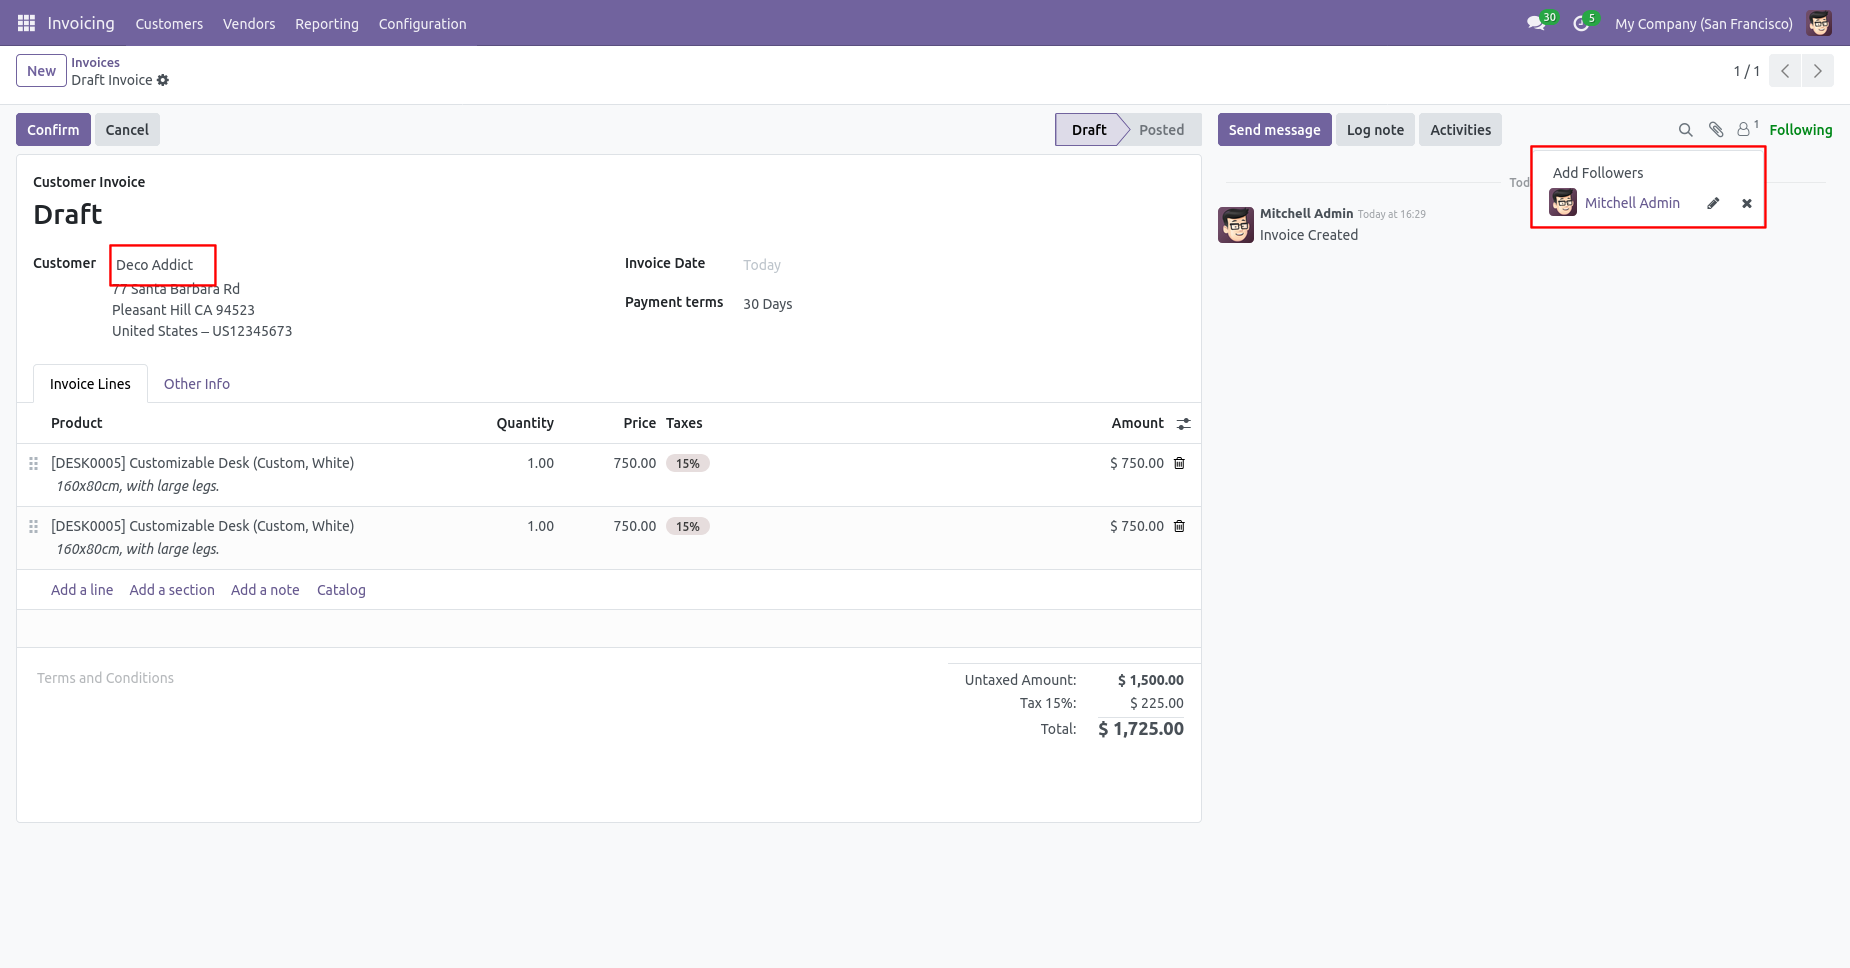 Invoicing Customers Vendors Reporting Configuration 30 5 My Company (San Francisco)
New Invoices
Draft Invoice 1 / 1
Confirm Cancel Draft Posted Send message Log note Activities 1 Following
Customer Invoice
Draft
Customer Deco Addict
77 Santa Barbara Rd
Pleasant Hill CA 94523
United States – US12345673
Invoice Date Today
Payment terms 30 Days
Invoice Lines Other Info
Product Quantity Price Taxes Amount
[DESK0005] Customizable Desk (Custom, White) 1.00 750.00 15% $ 750.00
160x80cm, with large legs.
[DESK0005] Customizable Desk (Custom, White) 1.00 750.00 15% $ 750.00
160x80cm, with large legs.
Add a line Add a section Add a note Catalog
Terms and Conditions
Untaxed Amount: $ 1,500.00
Tax 15%: $ 225.00
Total: $ 1,725.00
Add Followers
Mitchell Admin
Mitchell Admin Today at 16:29
Invoice Created